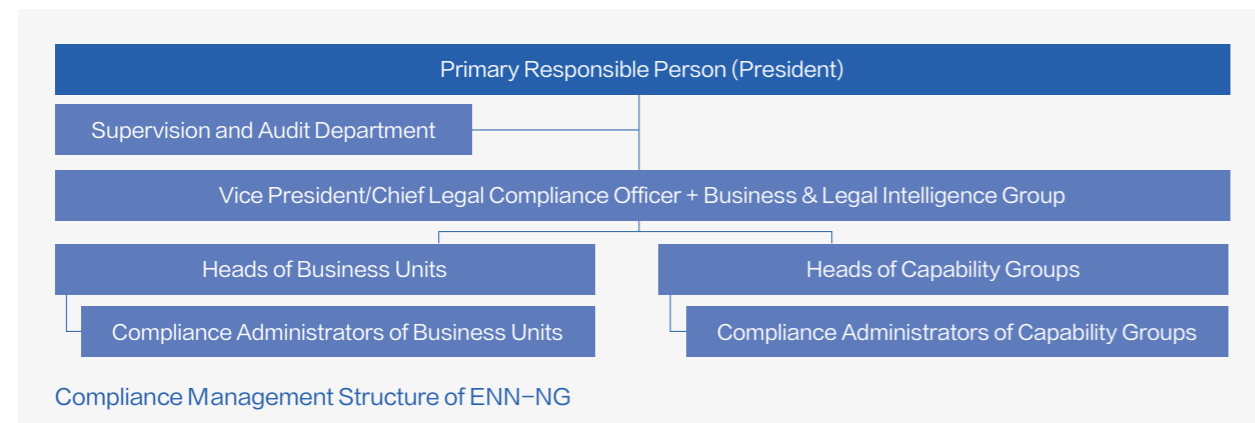 Primary Responsible Person (President)
Supervision and Audit Department
Vice President/Chief Legal Compliance Officer + Business & Legal Intelligence Group
Heads of Business Units
Heads of Capability Groups
Compliance Administrators of Business Units
Compliance Administrators of Capability Groups
Compliance Management Structure of ENN-NG